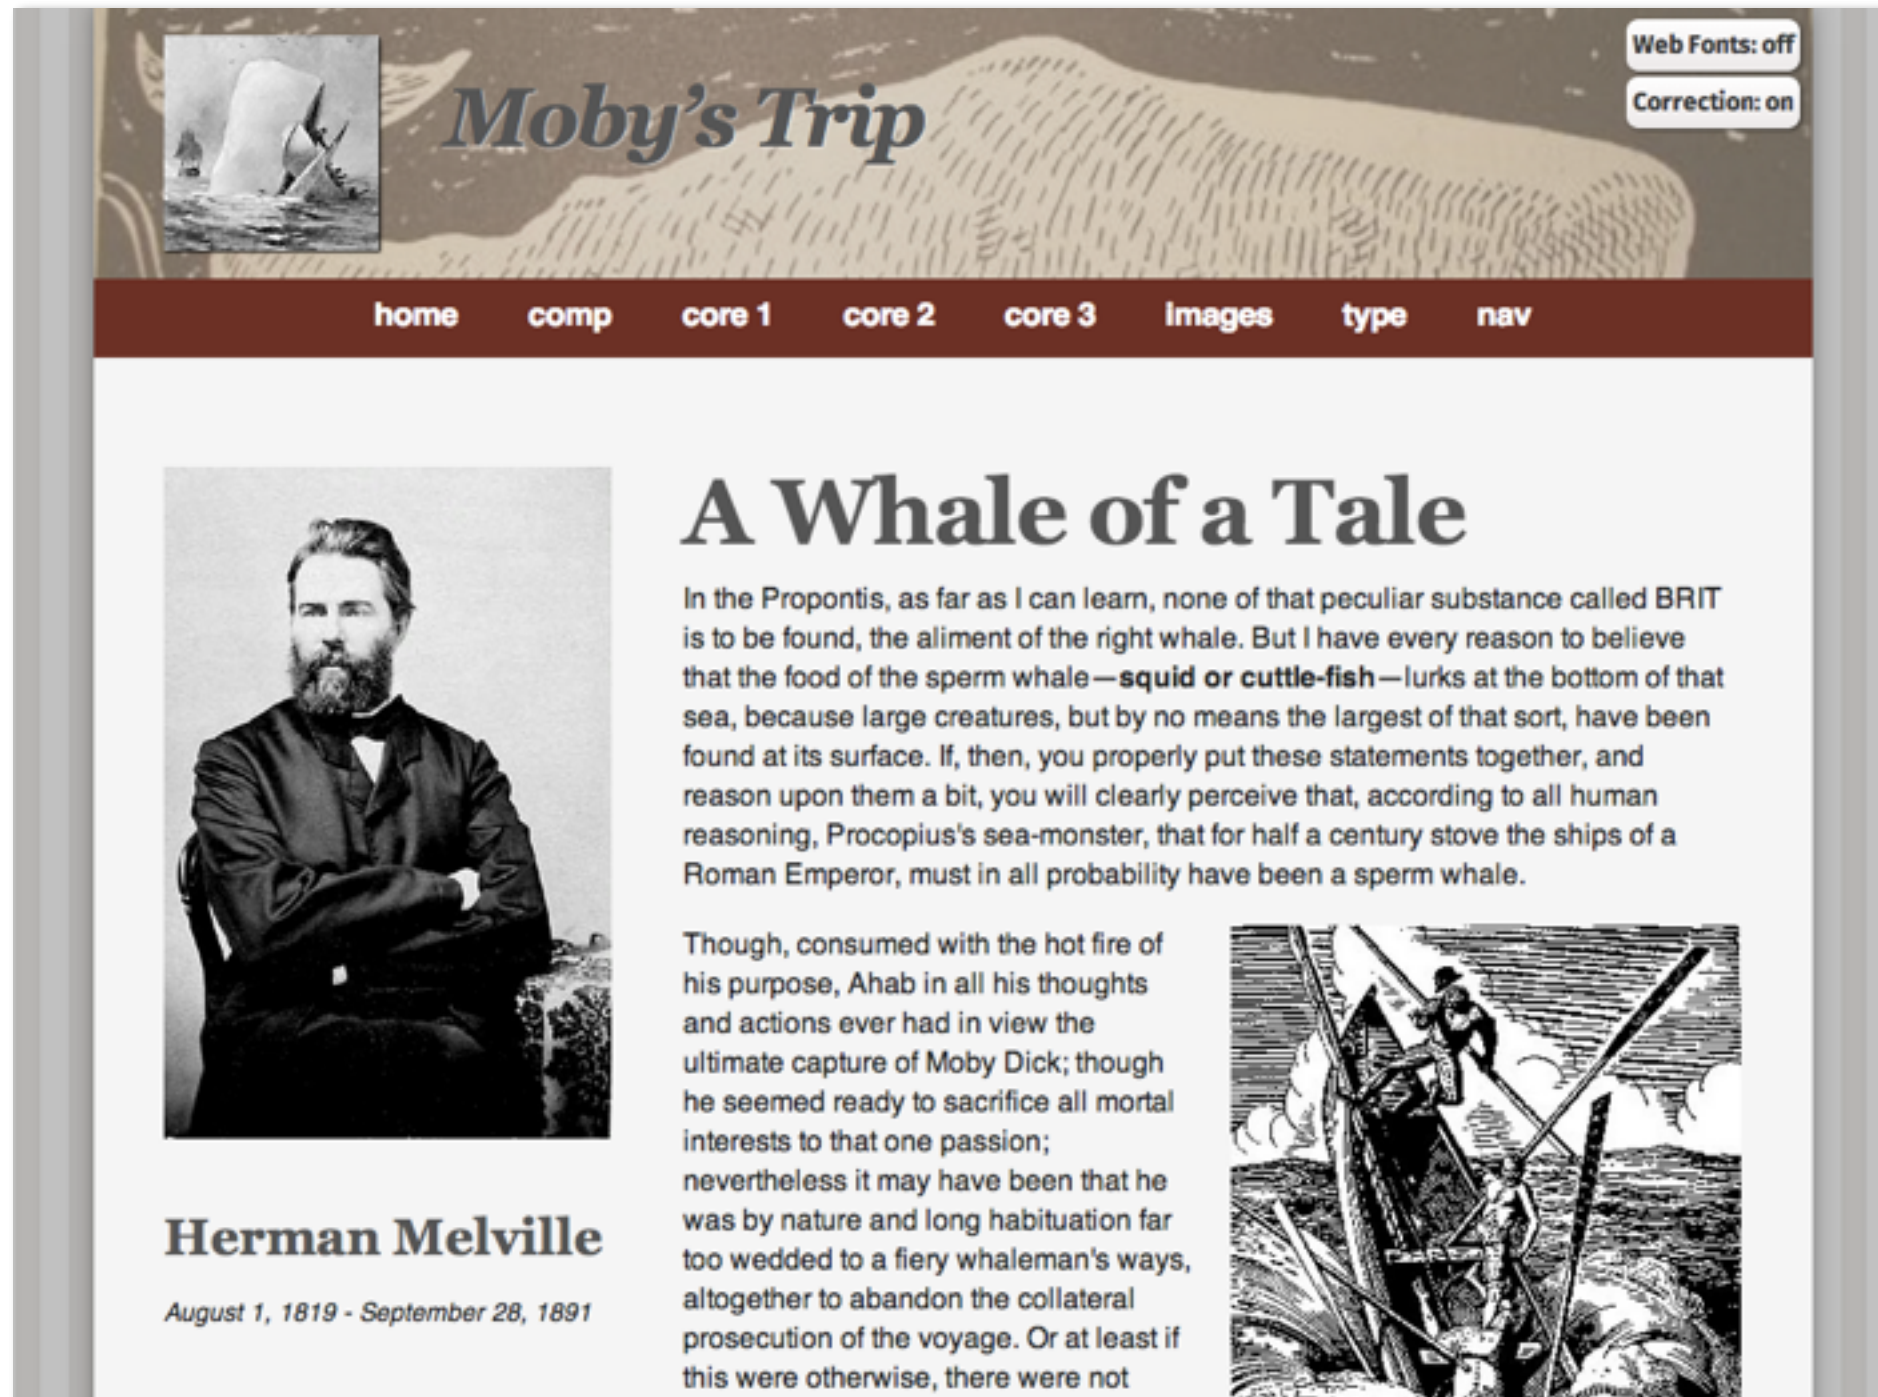 Web Fonts: off
Correction: on
Moby’s Trip
home comp core 1 core 2 core 3 images type nav
A Whale of a Tale
In the Propontis, as far as I can learn, none of that peculiar substance called BRIT
is to be found, the aliment of the right whale. But I have every reason to believe
that the food of the sperm whale—squid or cuttle-fish—lurks at the bottom of that
sea, because large creatures, but by no means the largest of that sort, have been
found at its surface. If, then, you properly put these statements together, and
reason upon them a bit, you will clearly perceive that, according to all human
reasoning, Procopius's sea-monster, that for half a century stove the ships of a
Roman Emperor, must in all probability have been a sperm whale.
Though, consumed with the hot fire of
his purpose, Ahab in all his thoughts
and actions ever had in view the
ultimate capture of Moby Dick; though
he seemed ready to sacrifice all mortal
interests to that one passion;
nevertheless it may have been that he
was by nature and long habituation far
too wedded to a fiery whaleman's ways,
altogether to abandon the collateral
prosecution of the voyage. Or at least if
this were otherwise, there were not
Herman Melville
August 1, 1819 - September 28, 1891